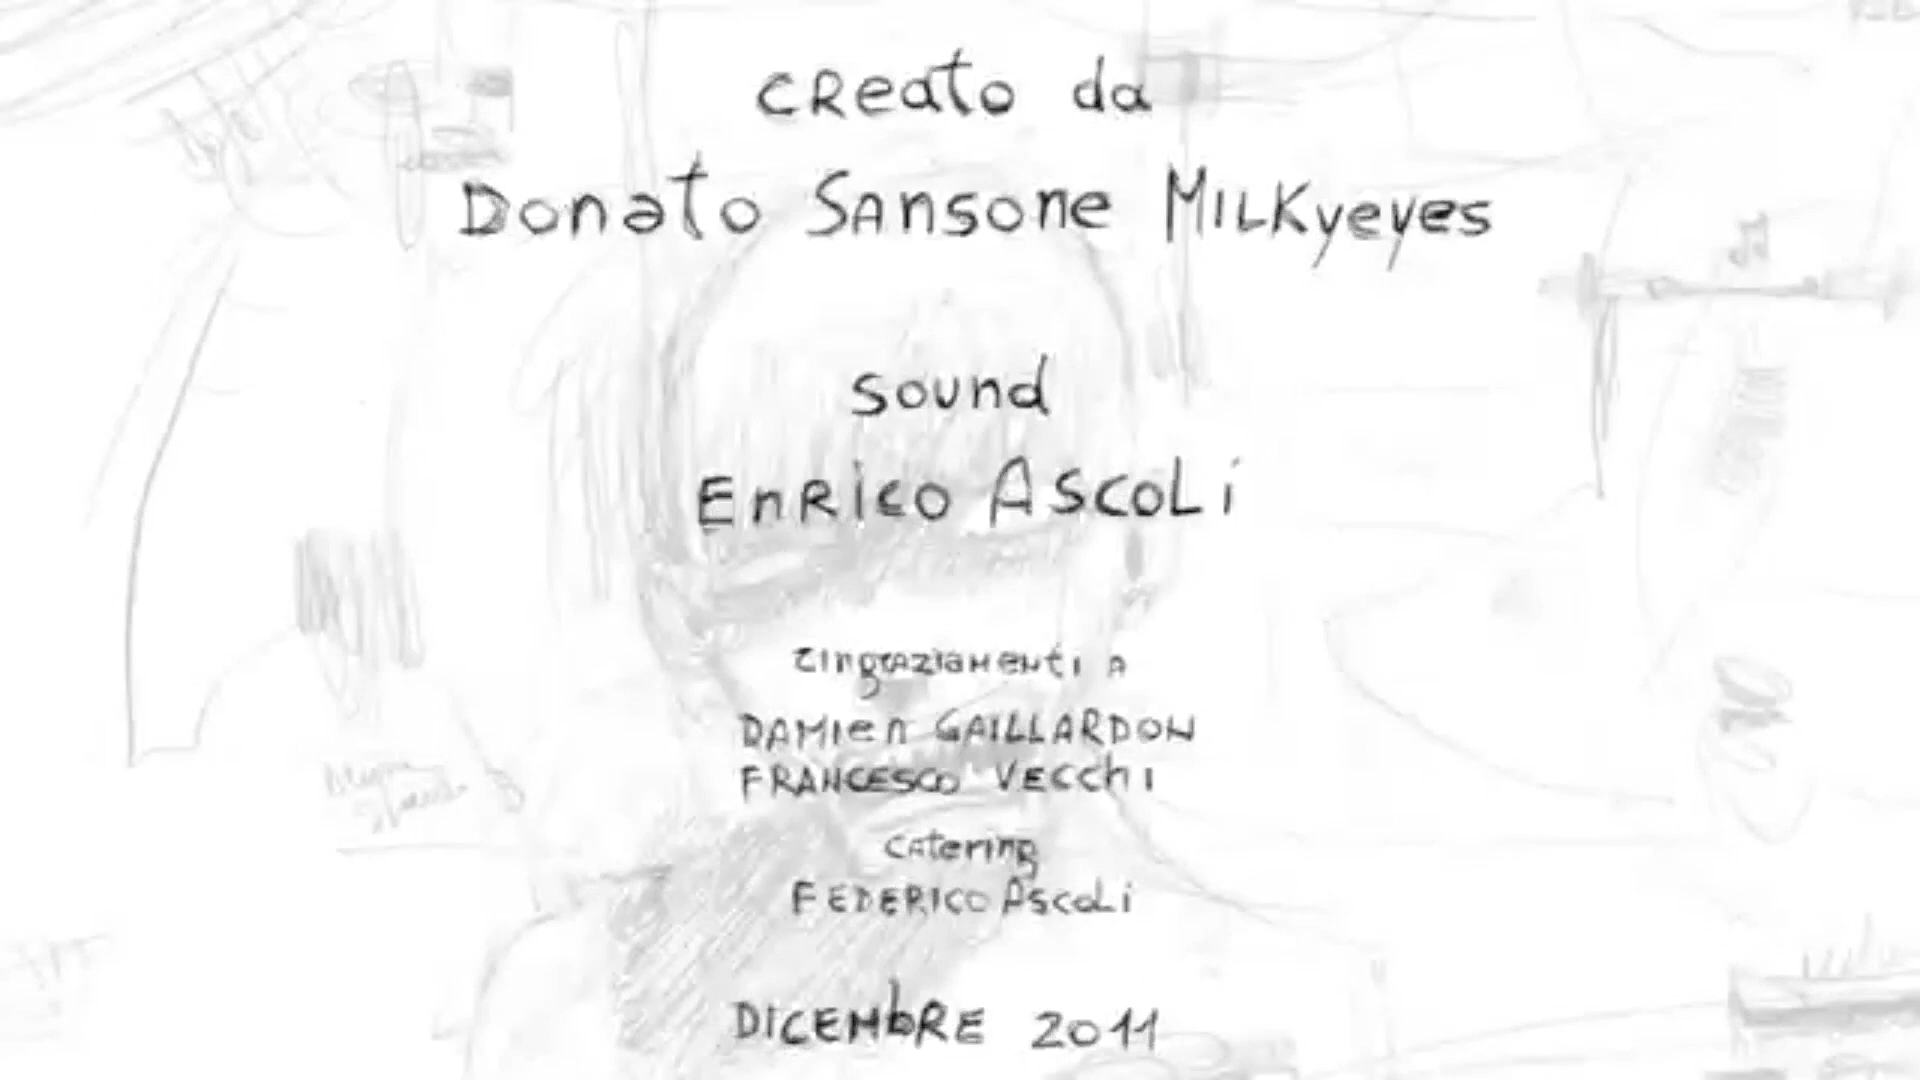 CREATO da
Donato Sansone Milkyeyes
sound
Enrico Ascoli
ringraziamenti a
DAMIEN GAILLARDON
FRANCESCO VECCHI
catering
FEDERICO Ascoli
DICEMBRE 2011